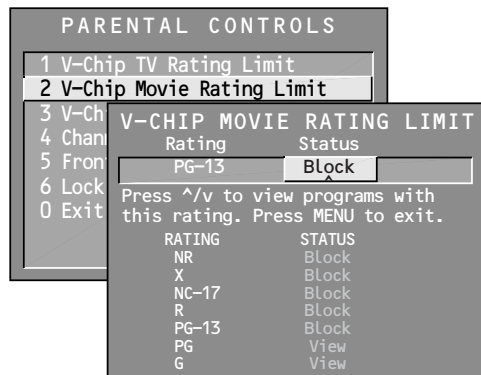 PARENTAL CONTROLS
1 V-Chip TV Rating Limit
2 V-Chip Movie Rating Limit
3 V-Ch
4 Chan
5 Fron
6 Lock
0 Exit
V-CHIP MOVIE RATING LIMIT
Rating Status
PG-13 Block
Press ^/v to view programs with
this rating. Press MENU to exit.
RATING STATUS
NR Block
X Block
NC-17 Block
R Block
PG-13 Block
PG View
G View